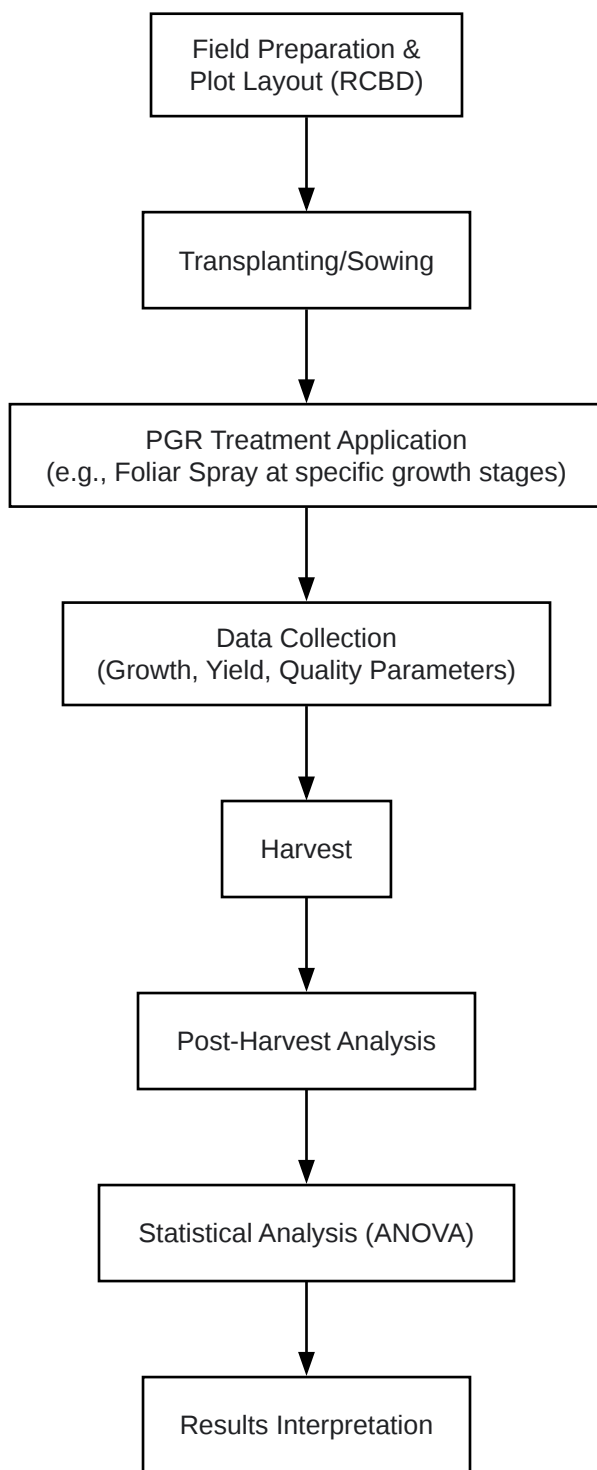 Field Preparation &
Plot Layout (RCBD)
Transplanting/Sowing
PGR Treatment Application
(e.g., Foliar Spray at specific growth stages)
Data Collection
(Growth, Yield, Quality Parameters)
Harvest
Post-Harvest Analysis
Statistical Analysis (ANOVA)
Results Interpretation